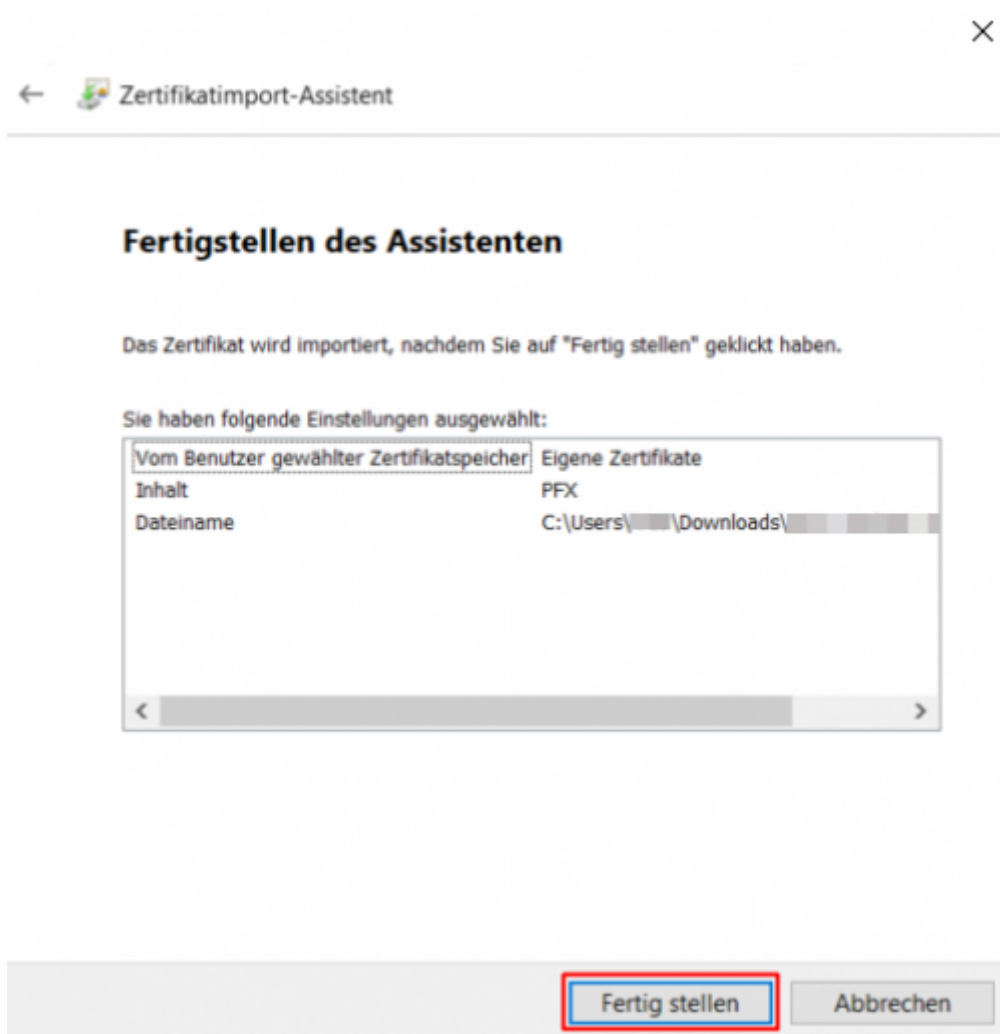 Zertifikatimport-Assistent
Fertigstellen des Assistenten
Das Zertifikat wird importiert, nachdem Sie auf "Fertig stellen" geklickt haben.
Sie haben folgende Einstellungen ausgewählt:
Vom Benutzer gewählter Zertifikatspeicher Eigene Zertifikate
Inhalt PFX
Dateiname C:\Users\ \Downloads\
Fertig stellen Abbrechen